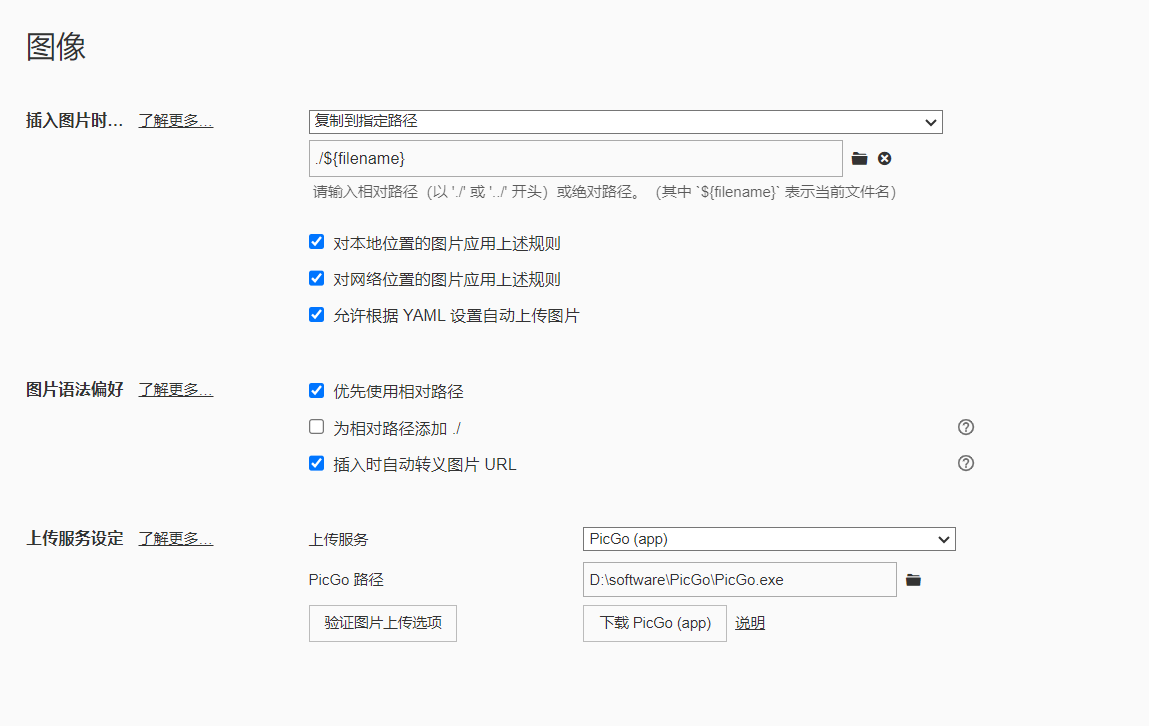 图像
插入图片时... 了解更多... 复制到指定路径
./${filename}
请输入相对路径（以 './' 或 '../' 开头）或绝对路径。（其中 `${filename}` 表示当前文件名）
对本地位置的图片应用上述规则
对网络位置的图片应用上述规则
允许根据 YAML 设置自动上传图片
图片语法偏好 了解更多... 优先使用相对路径
为相对路径添加 ./
插入时自动转义图片 URL
上传服务设定 了解更多... 上传服务 PicGo (app)
PicGo 路径 D:\software\PicGo\PicGo.exe
验证图片上传选项 下载 PicGo (app) 说明